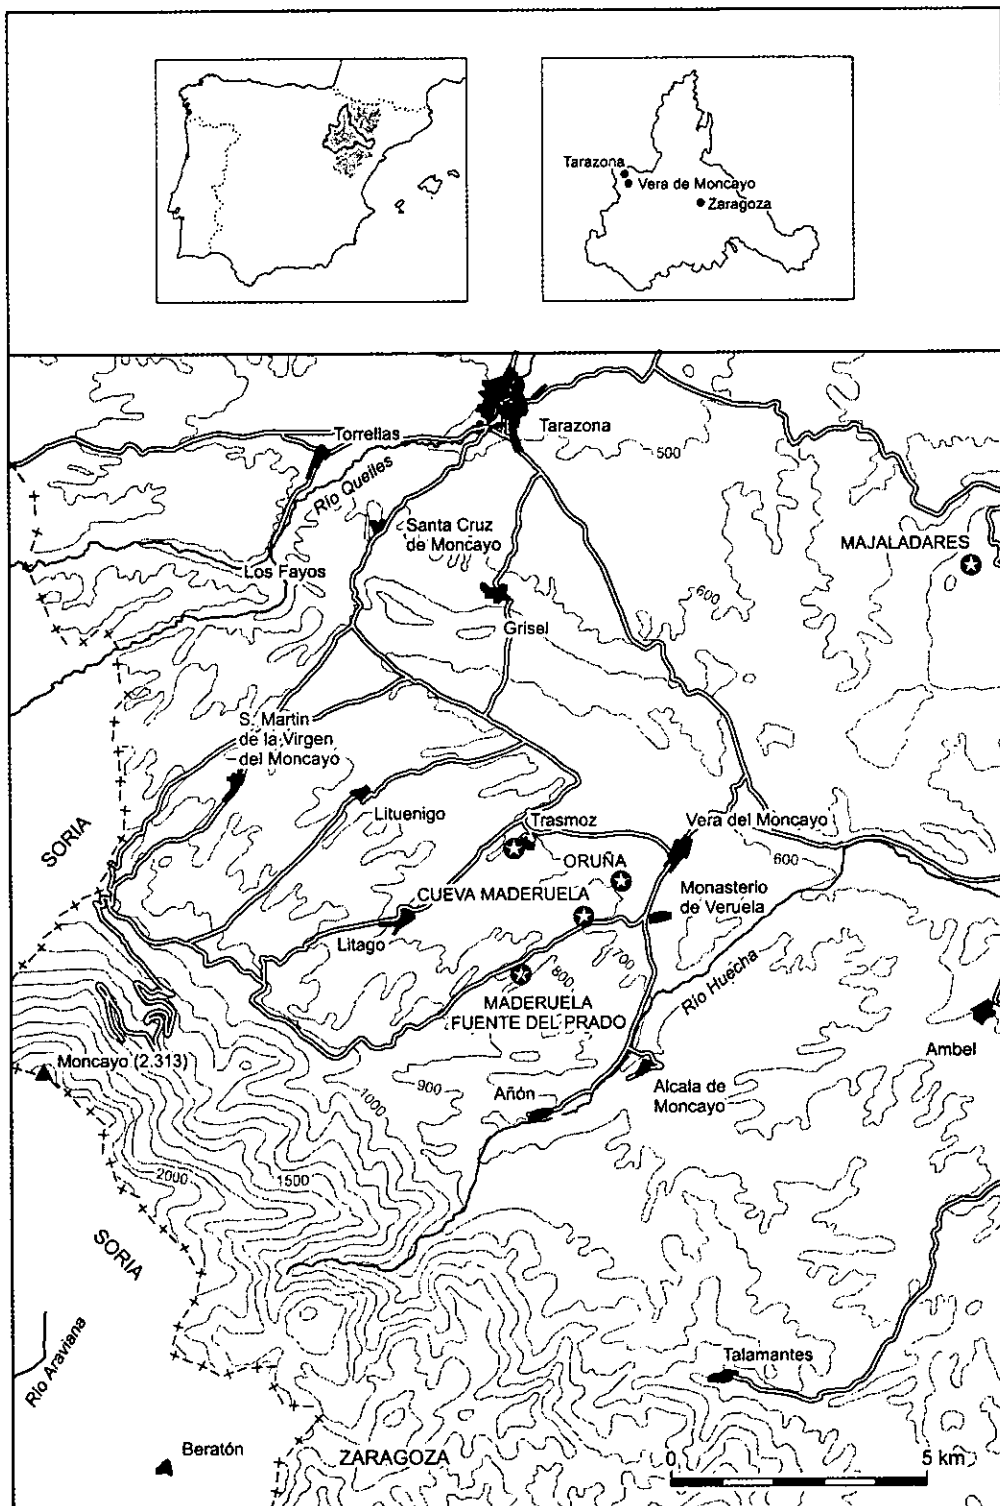 Tarazona
Vera de Moncayo
Zaragoza
Tarazona
Torrellas
500
Río Queiles
Santa Cruz
de Moncayo
MAJALADARES
Los Fayos
600
Grisel
S. Martin
de la Virgen
del Moncayo
Lituenigo
SORIA
Trasmoz
Vera del Moncayo
ORUÑA
600
CUEVA MADERUELA
Monasterio
de Veruela
Litago
700
800
Río Huecha
MADERUELA
FUENTE DEL PRADO
Ambel
Moncayo (2.313)
900
1000
Añón
Alcala de
Moncayo
2000
1500
SORIA
Río Araviana
Talamantes
Beratón
ZARAGOZA
0
5 km